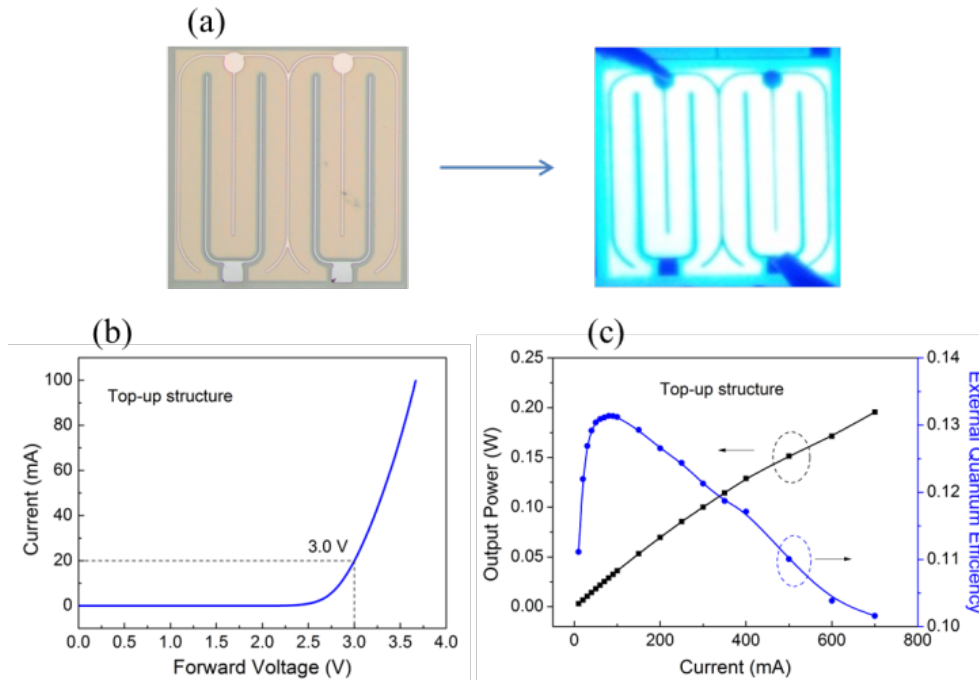 (a)
(b)
Top-up structure
3.0 V
Current (mA)
100
80
60
40
20
0
0.0 0.5 1.0 1.5 2.0 2.5 3.0 3.5 4.0
Forward Voltage (V)
(c)
Top-up structure
Output Power (W)
0.25
0.20
0.15
0.10
0.05
0.00
0 200 400 600 800
Current (mA)
0.14
0.13
0.12
0.11
0.10
External Quantum Efficiency